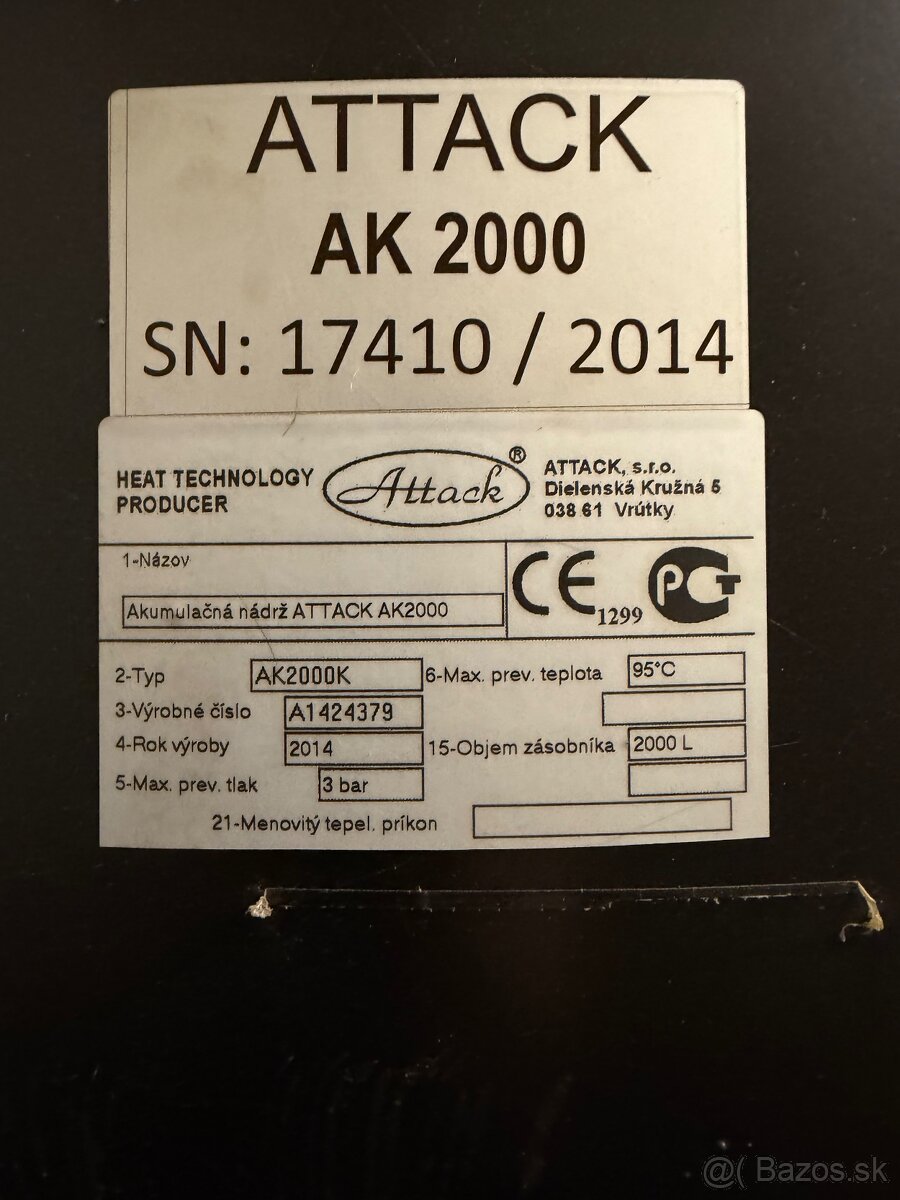 ATTACK
AK 2000
SN: 17410 / 2014
HEAT TECHNOLOGY
PRODUCER
Attack ®
ATTACK, s.r.o.
Dielenská Kružná 5
038 61 Vrútky
1-Názov
Akumulačná nádrž ATTACK AK2000
CE 1299
PCT
2-Typ AK2000K
6-Max. prev. teplota 95°C
3-Výrobné číslo A1424379
4-Rok výroby 2014
15-Objem zásobníka 2000 L
5-Max. prev. tlak 3 bar
21-Menovitý tepel. príkon
@( Bazos.sk